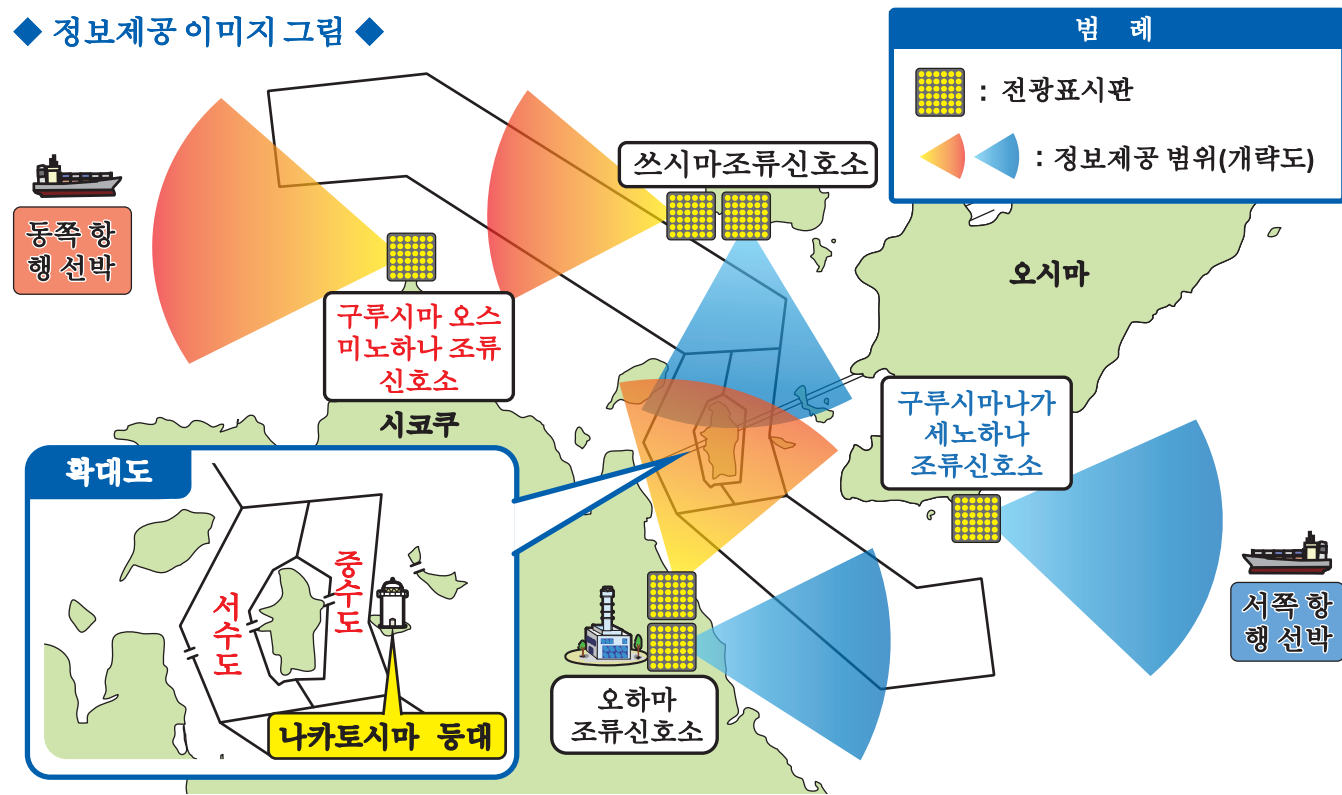 ◆ 정보제공 이미지 그림 ◆
범 례
: 전광표시판
: 정보제공 범위(개략도)
쓰시마조류신호소
동쪽 항
행 선박
오시마
구루시마 오스
미노하나 조류
신호소
시코쿠
구루시마나가
세노하나
조류신호소
확대도
중수도
서수도
나카토시마 등대
오하마
조류신호소
서쪽 항
행 선박